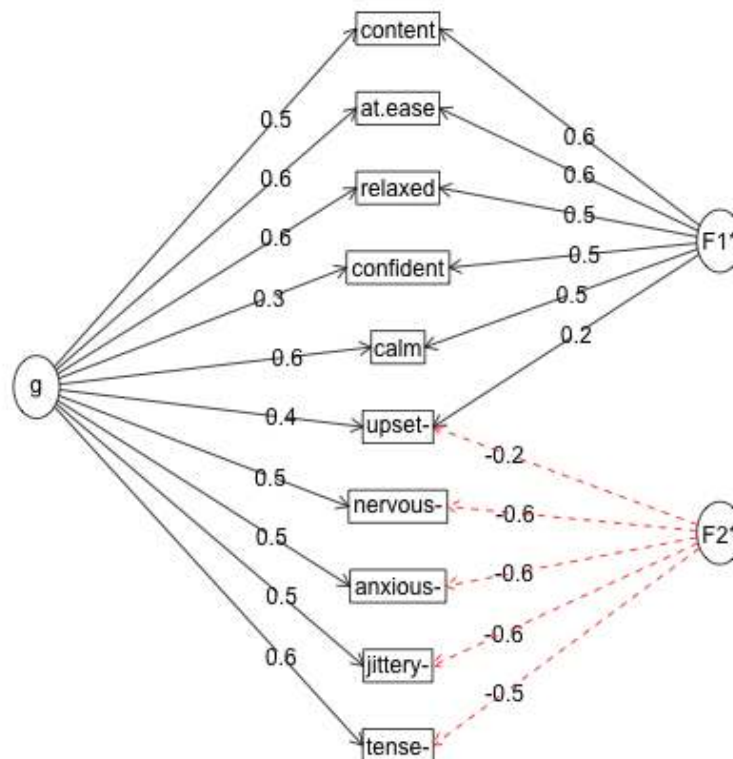 content
0.5
0.6
at.ease
0.6
0.6
relaxed
0.6
0.5
F1*
confident
0.3
0.5
calm
0.6
0.5
0.2
g
upset-
0.4
-0.2
nervous-
0.5
-0.6
F2*
anxious-
0.5
-0.6
jittery-
0.5
-0.6
tense-
0.6
-0.5